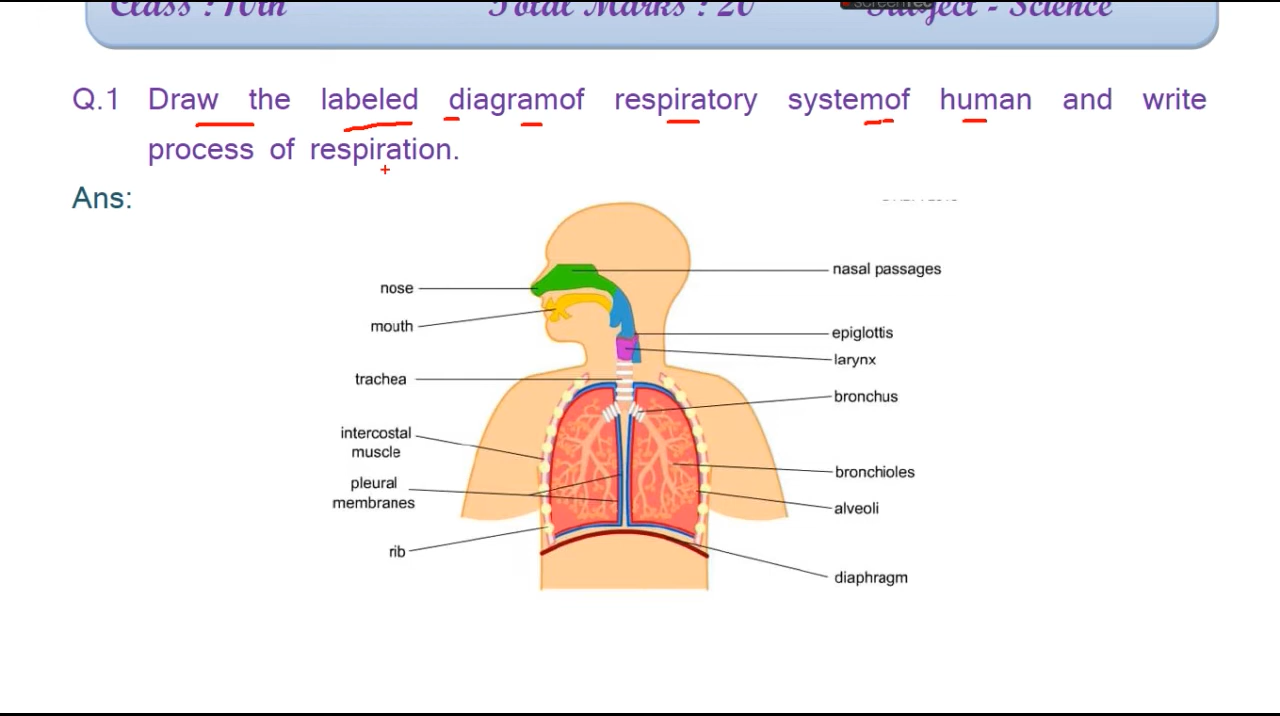 Class : 10th Total Marks : 20 Subject - Science
Q.1 Draw the labeled diagramof respiratory systemof human and write
process of respiration.
Ans:
nasal passages
nose
mouth
epiglottis
larynx
trachea
bronchus
intercostal
muscle
bronchioles
pleural
membranes
alveoli
rib
diaphragm